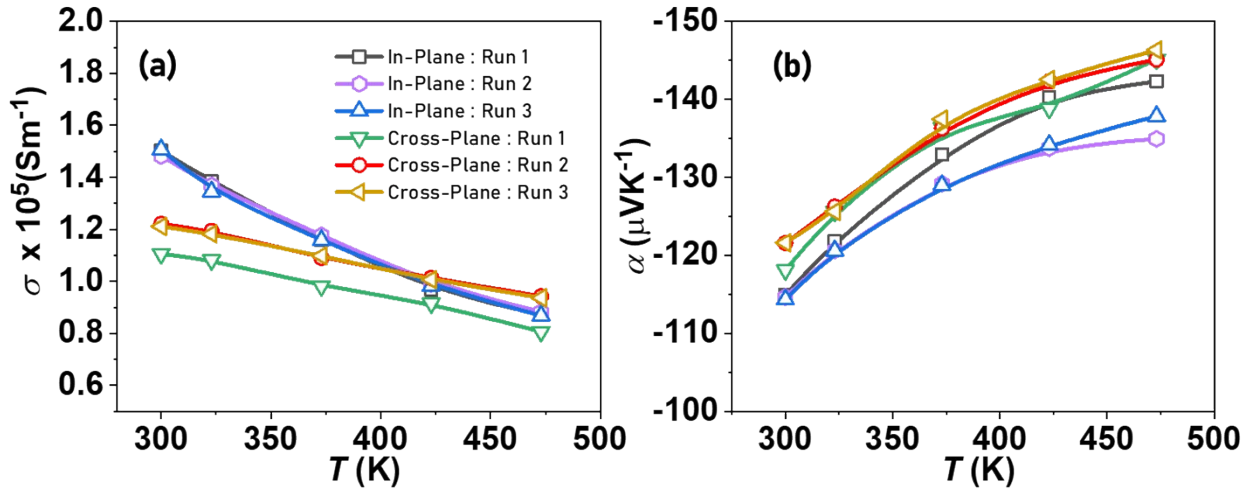 (a)
σ x 10⁵(Sm⁻¹)
2.0
1.8
1.6
1.4
1.2
1.0
0.8
0.6
In-Plane : Run 1
In-Plane : Run 2
In-Plane : Run 3
Cross-Plane : Run 1
Cross-Plane : Run 2
Cross-Plane : Run 3
300 350 400 450 500
T (K)
(b)
α (μVK⁻¹)
-150
-140
-130
-120
-110
-100
300 350 400 450 500
T (K)